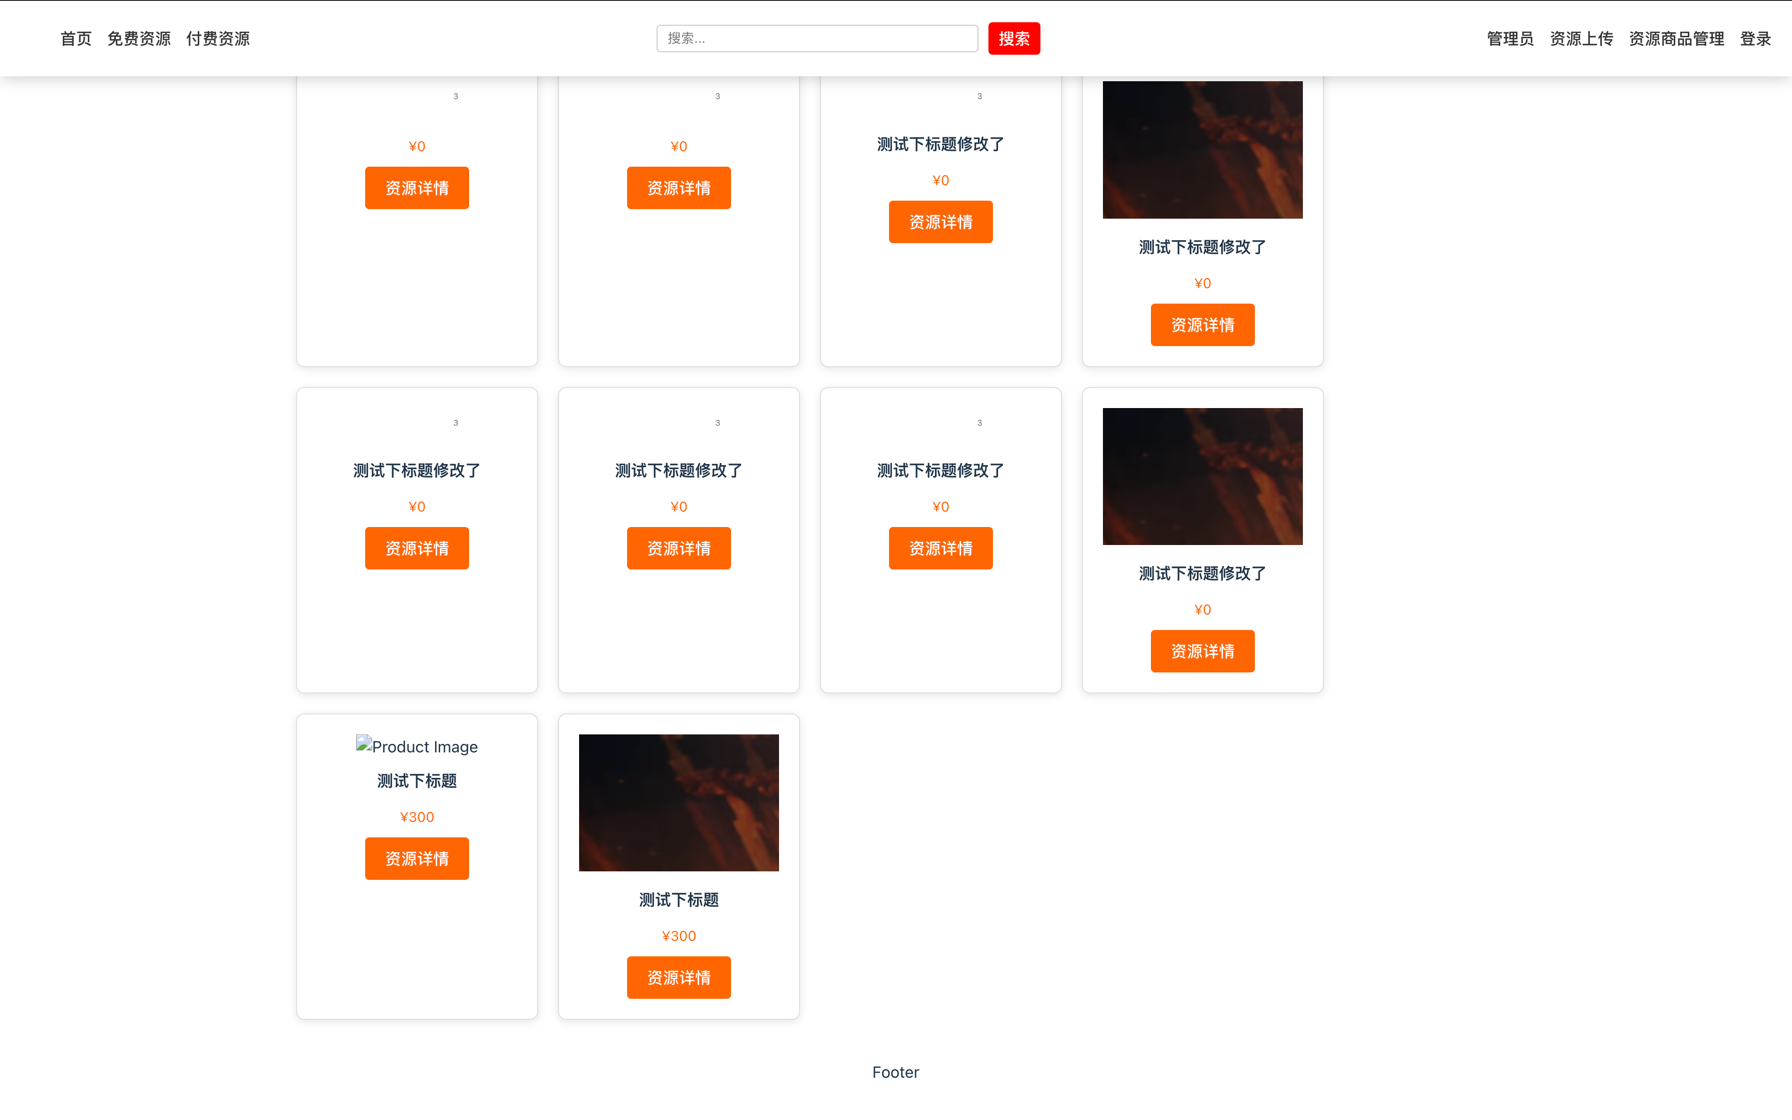 首页 免费资源 付费资源 搜索... 搜索 管理员 资源上传 资源商品管理 登录
3 3 3
¥0 ¥0 测试下标题修改了
资源详情 资源详情 ¥0
资源详情
测试下标题修改了
¥0
资源详情
3 3 3
测试下标题修改了 测试下标题修改了 测试下标题修改了
¥0 ¥0 ¥0
资源详情 资源详情 资源详情
测试下标题修改了
¥0
资源详情
Product Image
测试下标题
¥300
资源详情
测试下标题
¥300
资源详情
Footer